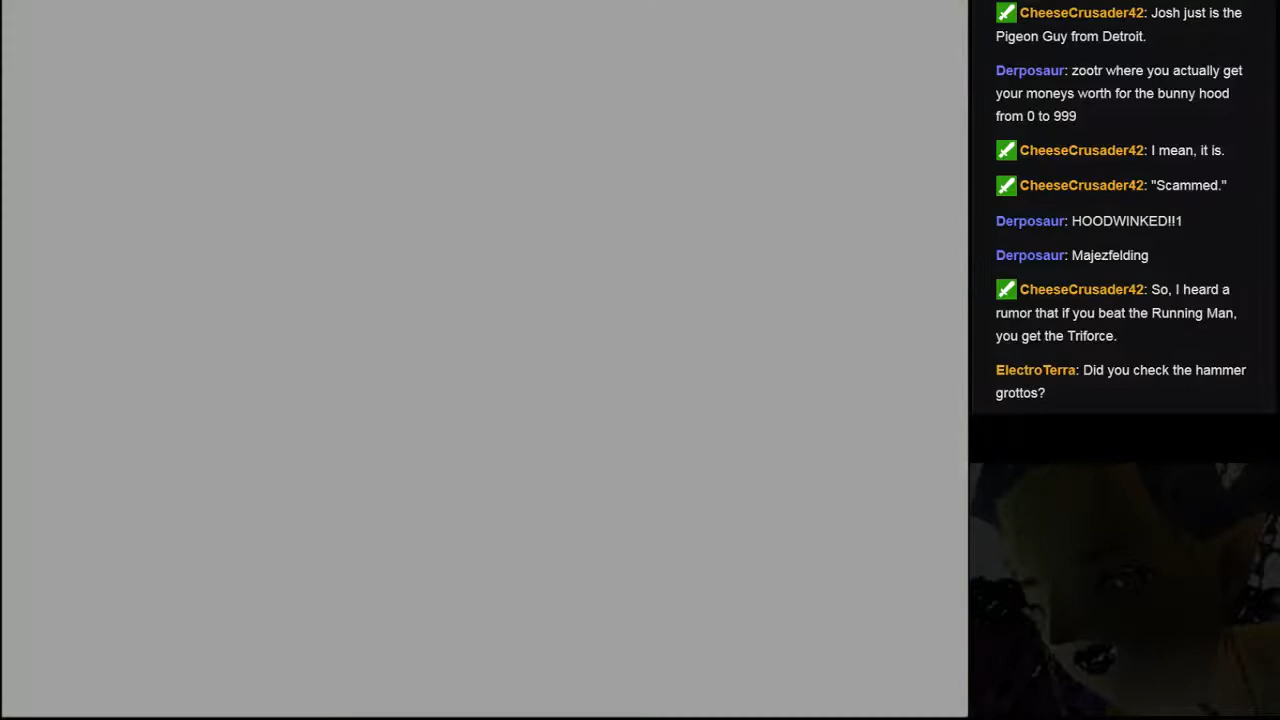 CheeseCrusader42: Josh just is the
Pigeon Guy from Detroit.
Derposaur: zootr where you actually get
your moneys worth for the bunny hood
from 0 to 999
CheeseCrusader42: I mean, it is.
CheeseCrusader42: "Scammed."
Derposaur: HOODWINKED!!1
Derposaur: Majezfelding
CheeseCrusader42: So, I heard a
rumor that if you beat the Running Man,
you get the Triforce.
ElectroTerra: Did you check the hammer
grottos?